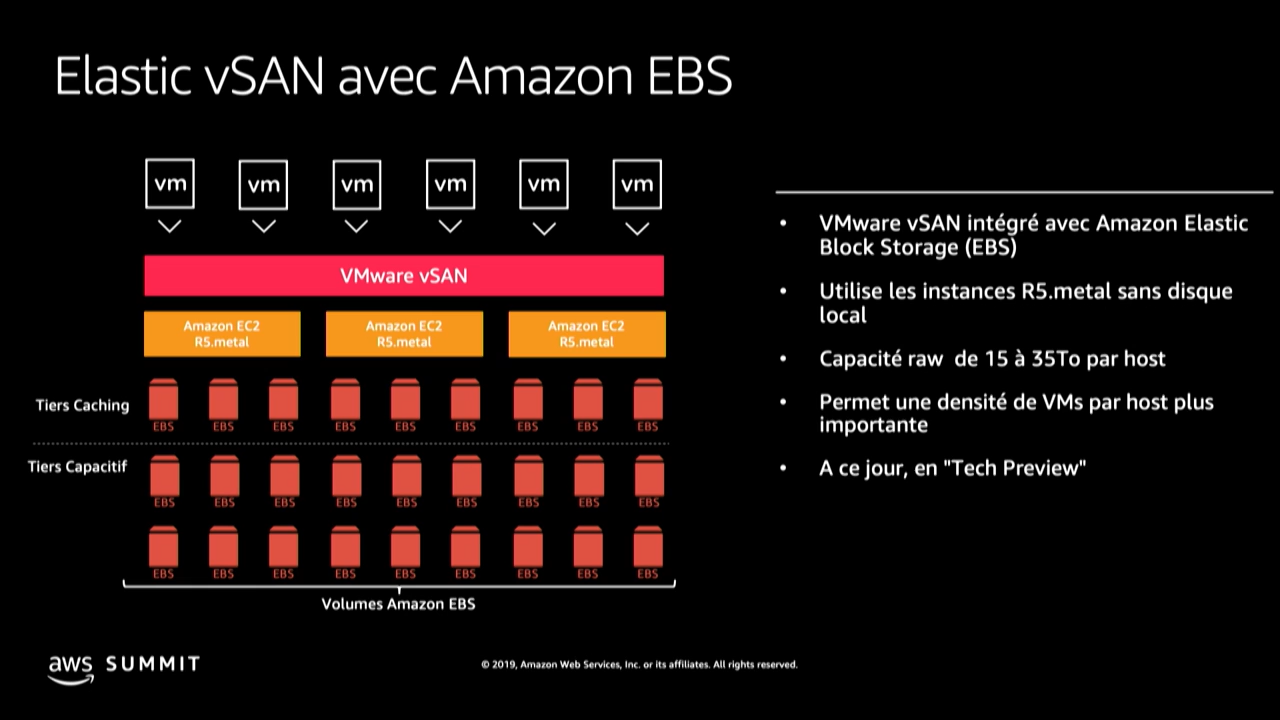 Elastic vSAN avec Amazon EBS
vm vm vm vm vm vm
VMware vSAN
Amazon EC2 Amazon EC2 Amazon EC2
R5.metal R5.metal R5.metal
Tiers Caching
EBS EBS EBS EBS EBS EBS EBS EBS EBS
Tiers Capacitif
EBS EBS EBS EBS EBS EBS EBS EBS EBS
EBS EBS EBS EBS EBS EBS EBS EBS EBS
Volumes Amazon EBS
• VMware vSAN intégré avec Amazon Elastic
Block Storage (EBS)
• Utilise les instances R5.metal sans disque
local
• Capacité raw de 15 à 35To par host
• Permet une densité de VMs par host plus
importante
• A ce jour, en "Tech Preview"
aws SUMMIT
© 2019, Amazon Web Services, Inc. or its affiliates. All rights reserved.